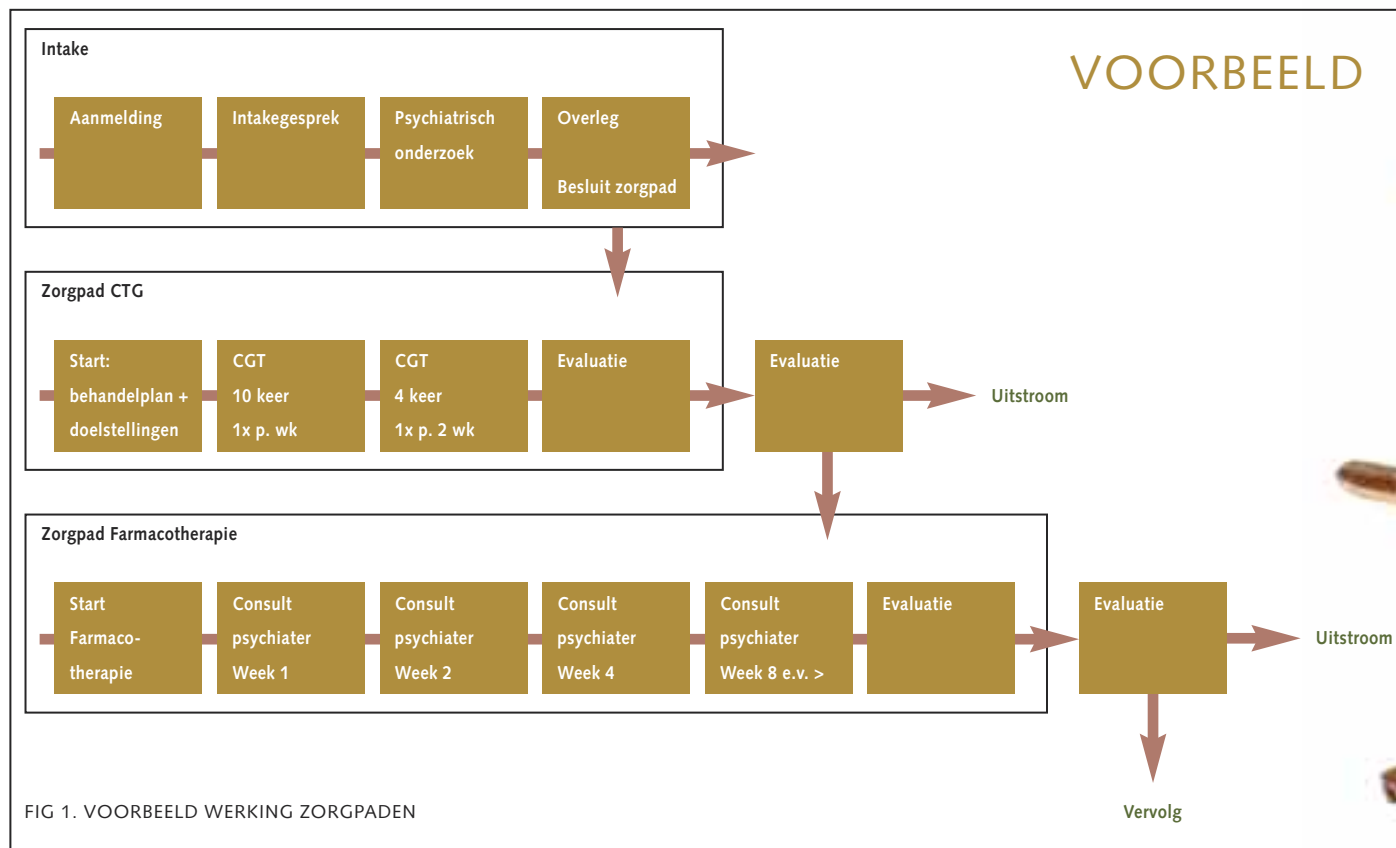 VOORBEELD
Intake
Aanmelding
Intakegesprek
Psychiatrisch
onderzoek
Overleg
Besluit zorgpad
Zorgpad CTG
Start:
behandelplan +
doelstellingen
CGT
10 keer
1x p. wk
CGT
4 keer
1x p. 2 wk
Evaluatie
Evaluatie
Uitstroom
Zorgpad Farmacotherapie
Start
Farmaco-
therapie
Consult
psychiater
Week 1
Consult
psychiater
Week 2
Consult
psychiater
Week 4
Consult
psychiater
Week 8 e.v. >
Evaluatie
Evaluatie
Uitstroom
Vervolg
FIG 1. VOORBEELD WERKING ZORGPADEN